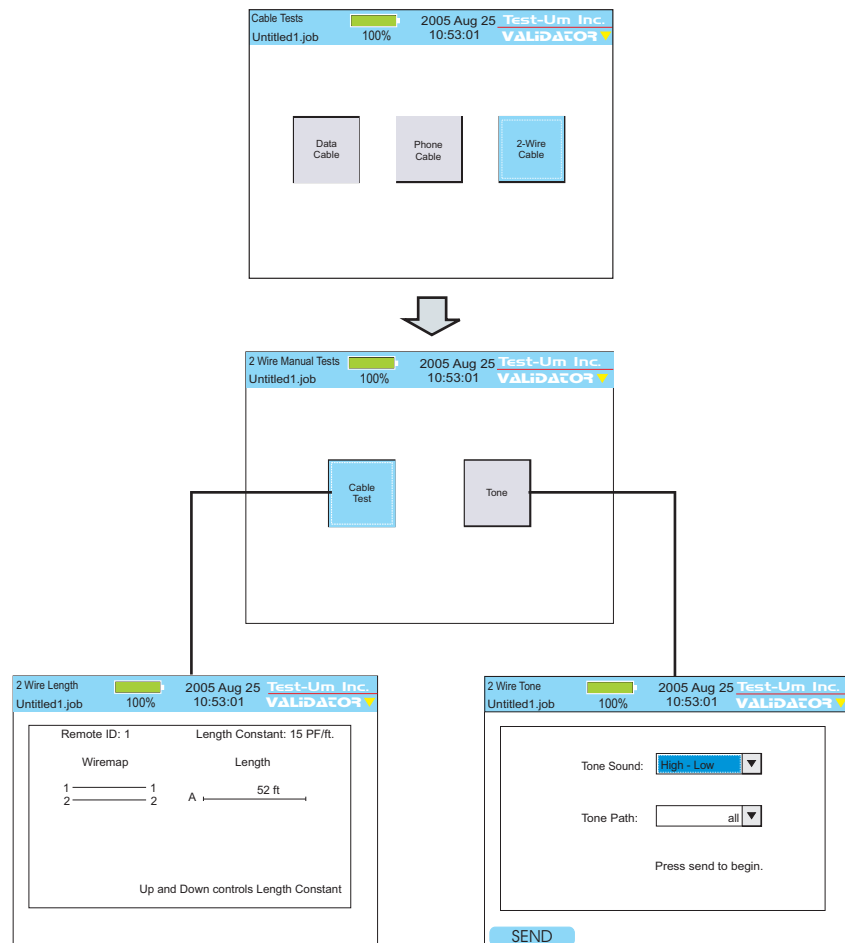 Cable Tests
Untitled1.job
100%
2005 Aug 25
10:53:01
Test-Um Inc.
VALIDATOR
Data
Cable
Phone
Cable
2-Wire
Cable
2 Wire Manual Tests
Untitled1.job
100%
2005 Aug 25
10:53:01
Test-Um Inc.
VALIDATOR
Cable
Test
Tone
2 Wire Length
Untitled1.job
100%
2005 Aug 25
10:53:01
Test-Um Inc.
VALIDATOR
Remote ID: 1
Length Constant: 15 PF/ft.
Wiremap
Length
1 1
2 2
A
52 ft
Up and Down controls Length Constant
2 Wire Tone
Untitled1.job
100%
2005 Aug 25
10:53:01
Test-Um Inc.
VALIDATOR
Tone Sound: High - Low
Tone Path: all
Press send to begin.
SEND